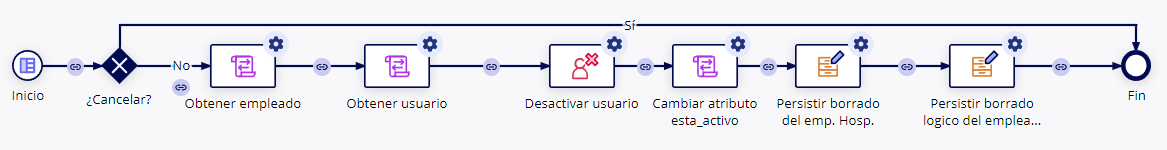 Sí
No
Inicio
¿Cancelar?
Obtener empleado
Obtener usuario
Desactivar usuario
Cambiar atributo
esta_activo
Persistir borrado
del emp. Hosp.
Persistir borrado
logico del emplea...
Fin